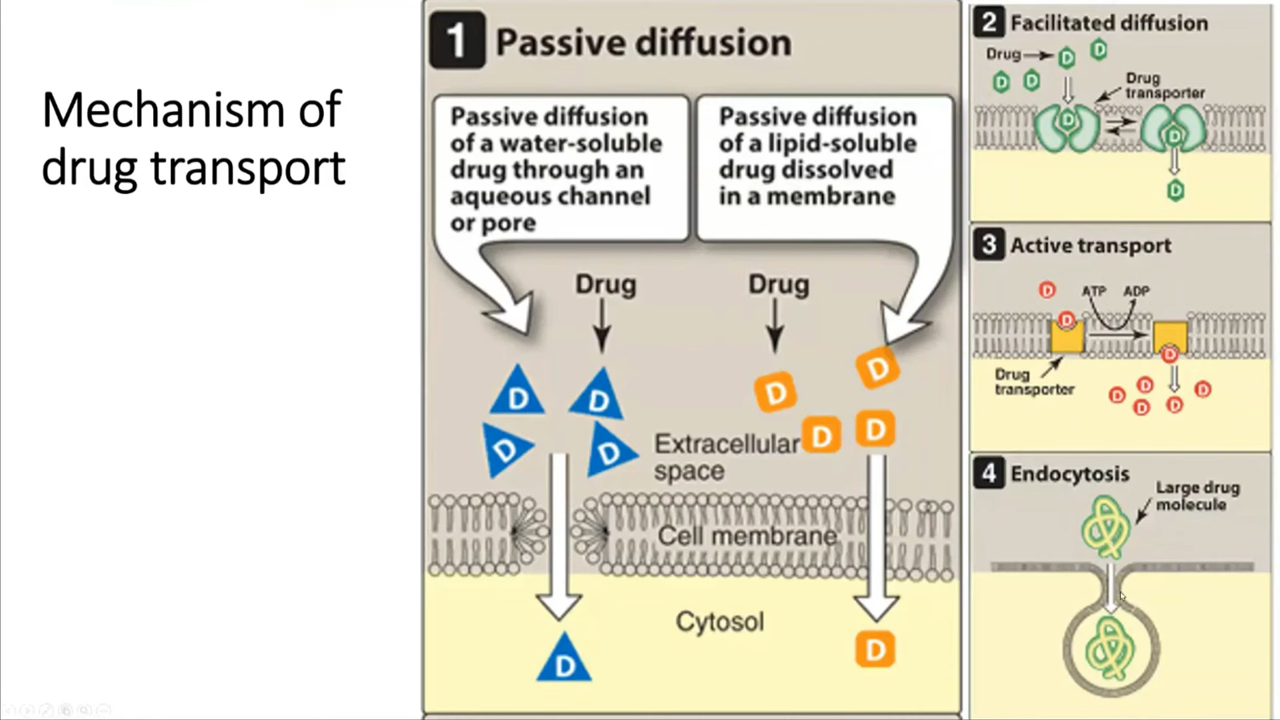 Mechanism of
drug transport
1 Passive diffusion
Passive diffusion
of a water-soluble
drug through an
aqueous channel
or pore
Passive diffusion
of a lipid-soluble
drug dissolved
in a membrane
Drug
Drug
D
D
D
D
D
D
D
D
Extracellular
space
Cell membrane
Cytosol
D
D
2 Facilitated diffusion
Drug
D
D
D
D
Drug
transporter
D
D
D
3 Active transport
D
ATP
ADP
D
D
Drug
transporter
D
D
D
D
D
4 Endocytosis
Large drug
molecule